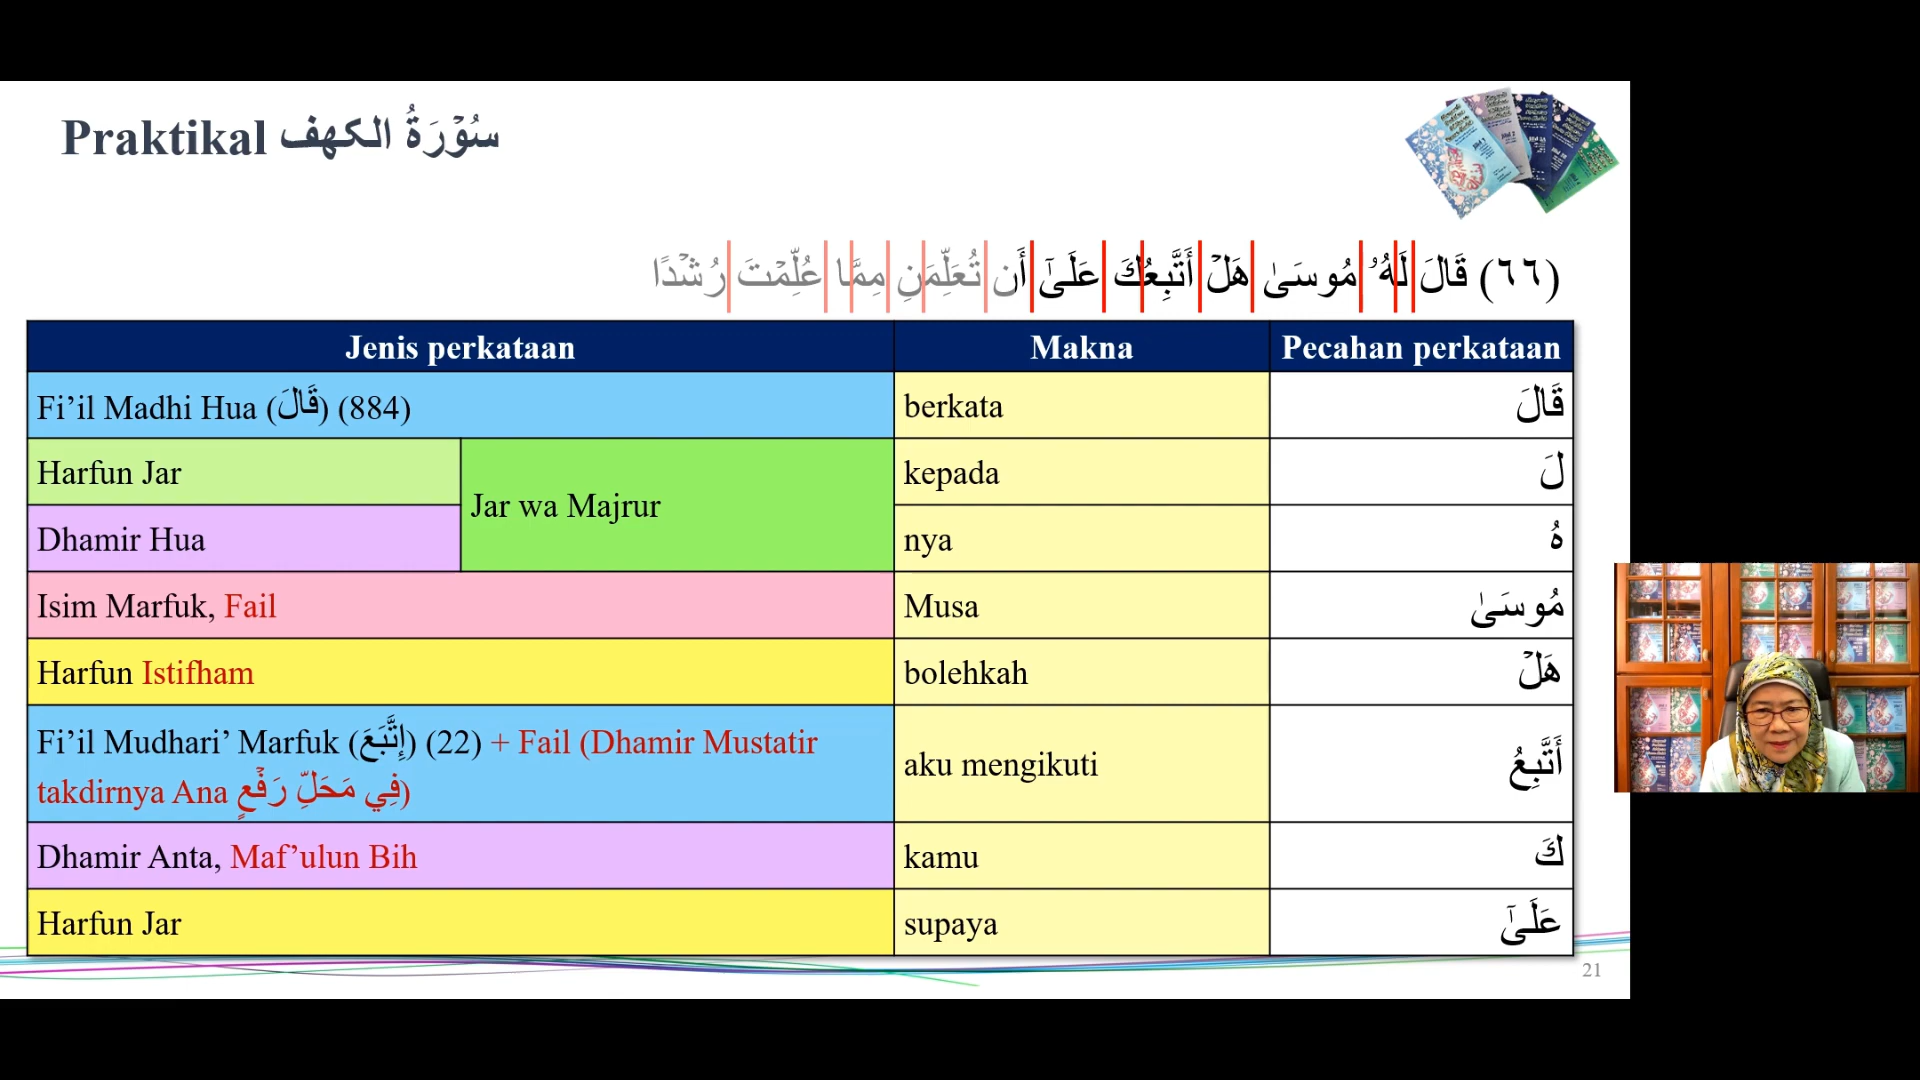 Praktikal سُوْرَةُ الكهف
(٦٦) قَالَ لَهُۥ مُوسَىٰ هَلْ أَتَّبِعُكَ عَلَىٰٓ أَن تُعَلِّمَنِ مِمَّا عُلِّمْتَ رُشْدًا
Jenis perkataan Makna Pecahan perkataan
Fi’il Madhi Hua (قَالَ) (884) berkata قَالَ
Harfun Jar kepada لَ
Jar wa Majrur
Dhamir Hua nya هُ
Isim Marfuk, Fail Musa مُوسَىٰ
Harfun Istifham bolehkah هَلْ
Fi’il Mudhari’ Marfuk (إِتَّبَعَ) (22) + Fail (Dhamir Mustatir
takdirnya Ana فِي مَحَلِّ رَفْعٍ) aku mengikuti أَتَّبِعُ
Dhamir Anta, Maf’ulun Bih kamu كَ
Harfun Jar supaya عَلَىٰٓ
21